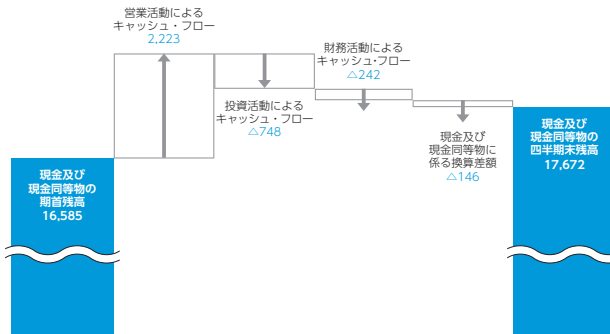 営業活動による
キャッシュ・フロー
2,223
投資活動による
キャッシュ・フロー
△748
財務活動による
キャッシュ・フロー
△242
現金及び
現金同等物に
係る換算差額
△146
現金及び
現金同等物の
期首残高
16,585
現金及び
現金同等物の
四半期末残高
17,672